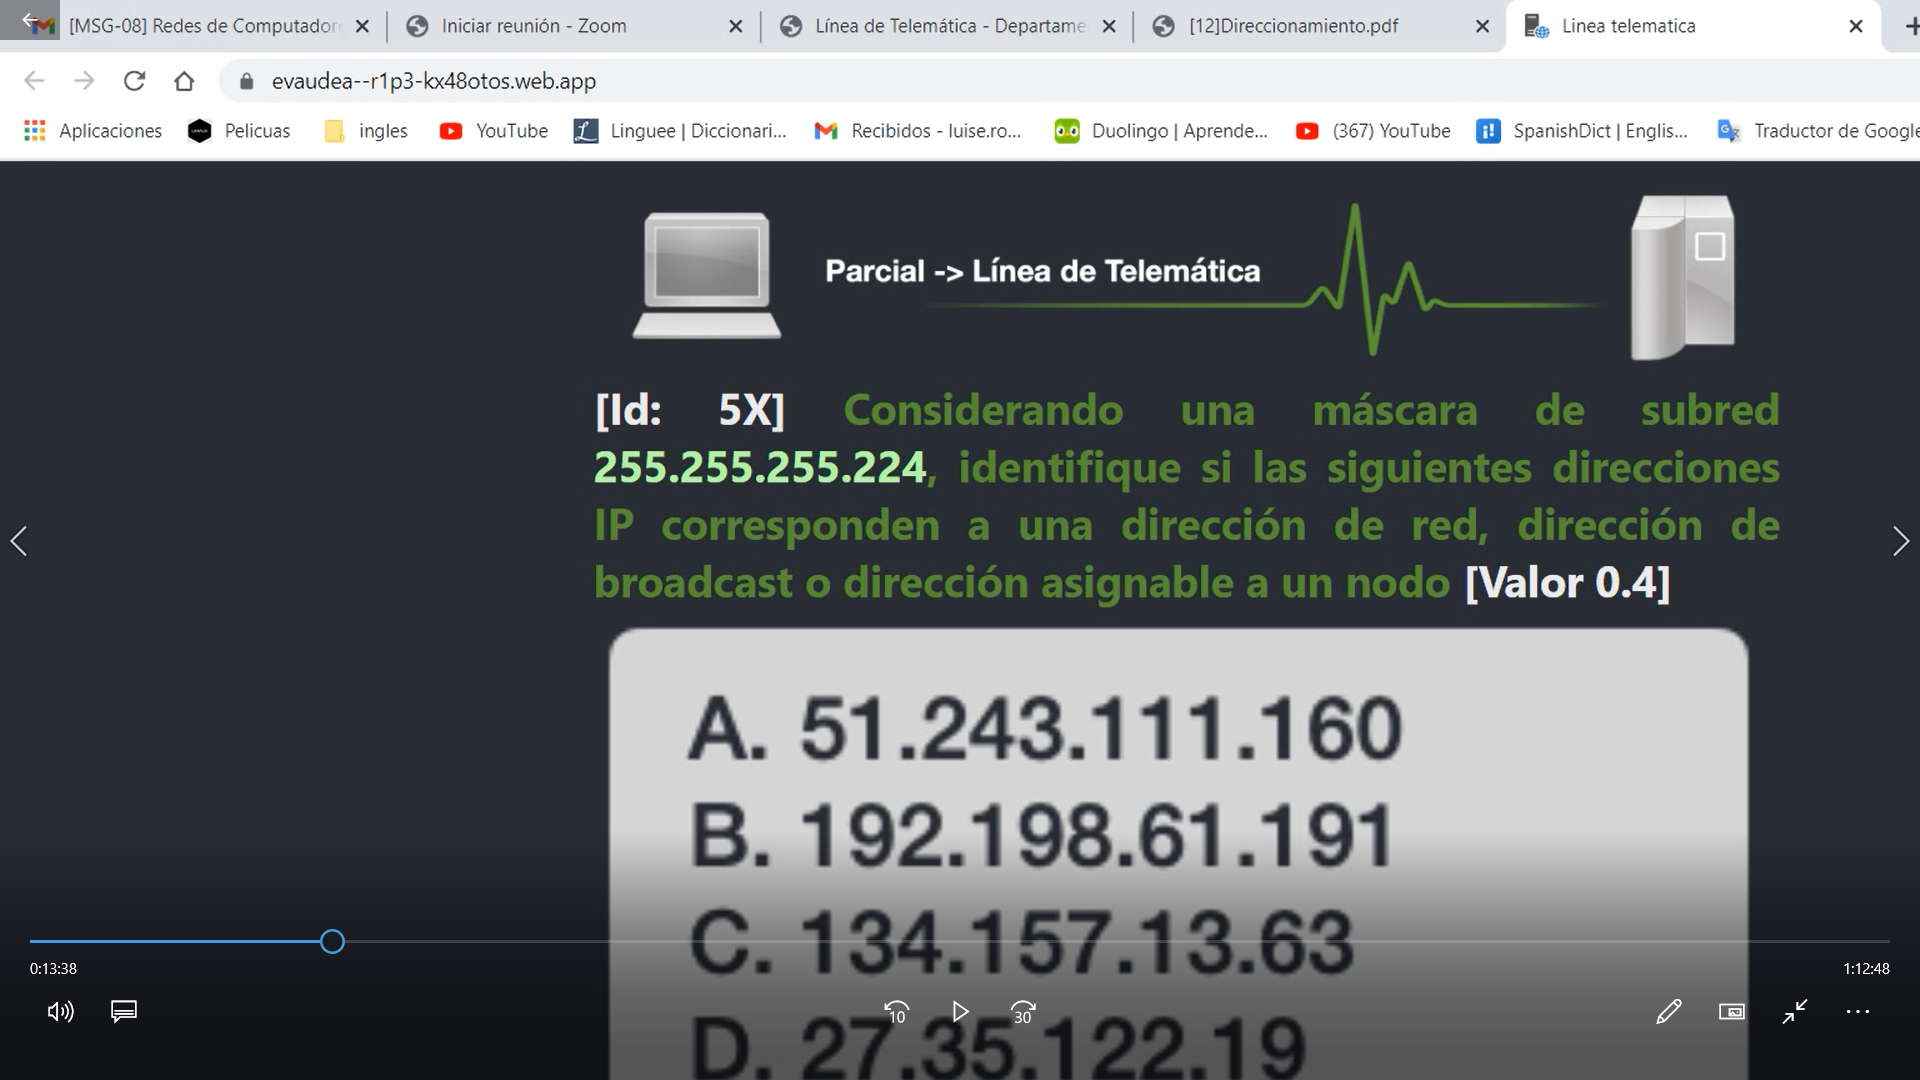 [MSG-08] Redes de Computador
Iniciar reunión - Zoom
Línea de Telemática - Departame
[12]Direccionamiento.pdf
Linea telematica
evaudea--r1p3-kx48otos.web.app
Aplicaciones
Pelicuas
ingles
YouTube
Linguee | Diccionari...
Recibidos - luise.ro...
Duolingo | Aprende...
(367) YouTube
SpanishDict | Englis...
Traductor de Google
Parcial -> Línea de Telemática
[Id: 5X] Considerando una máscara de subred
255.255.255.224, identifique si las siguientes direcciones
IP corresponden a una dirección de red, dirección de
broadcast o dirección asignable a un nodo [Valor 0.4]
A. 51.243.111.160
B. 192.198.61.191
C. 134.157.13.63
0:13:38
1:12:48
10
30
D. 27.35.122.19